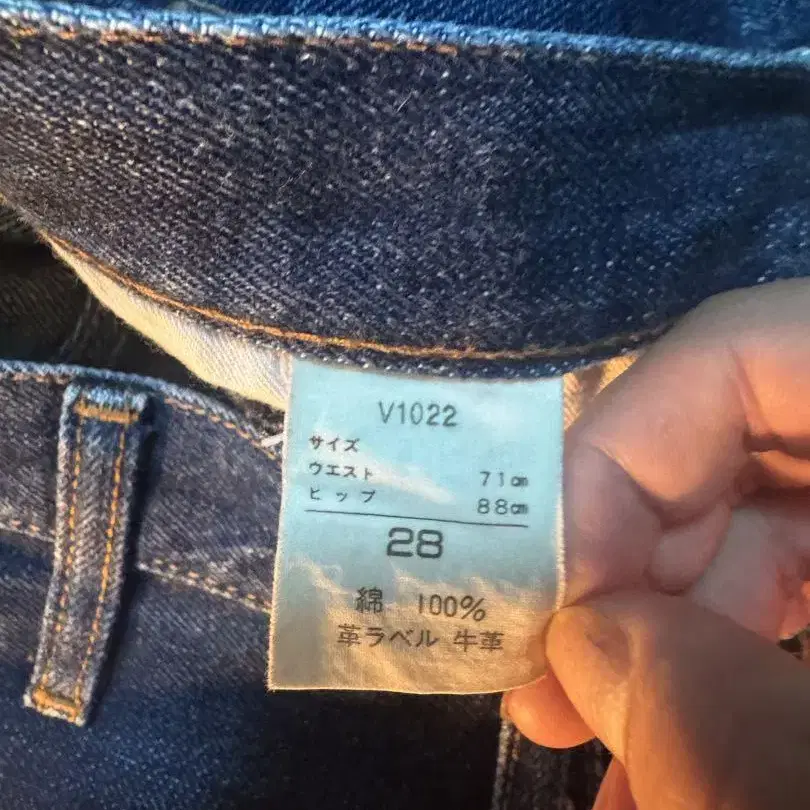 V1022
サイズ
ウエスト 71㎝
ヒップ 88㎝
28
綿 100%
革ラベル 牛革